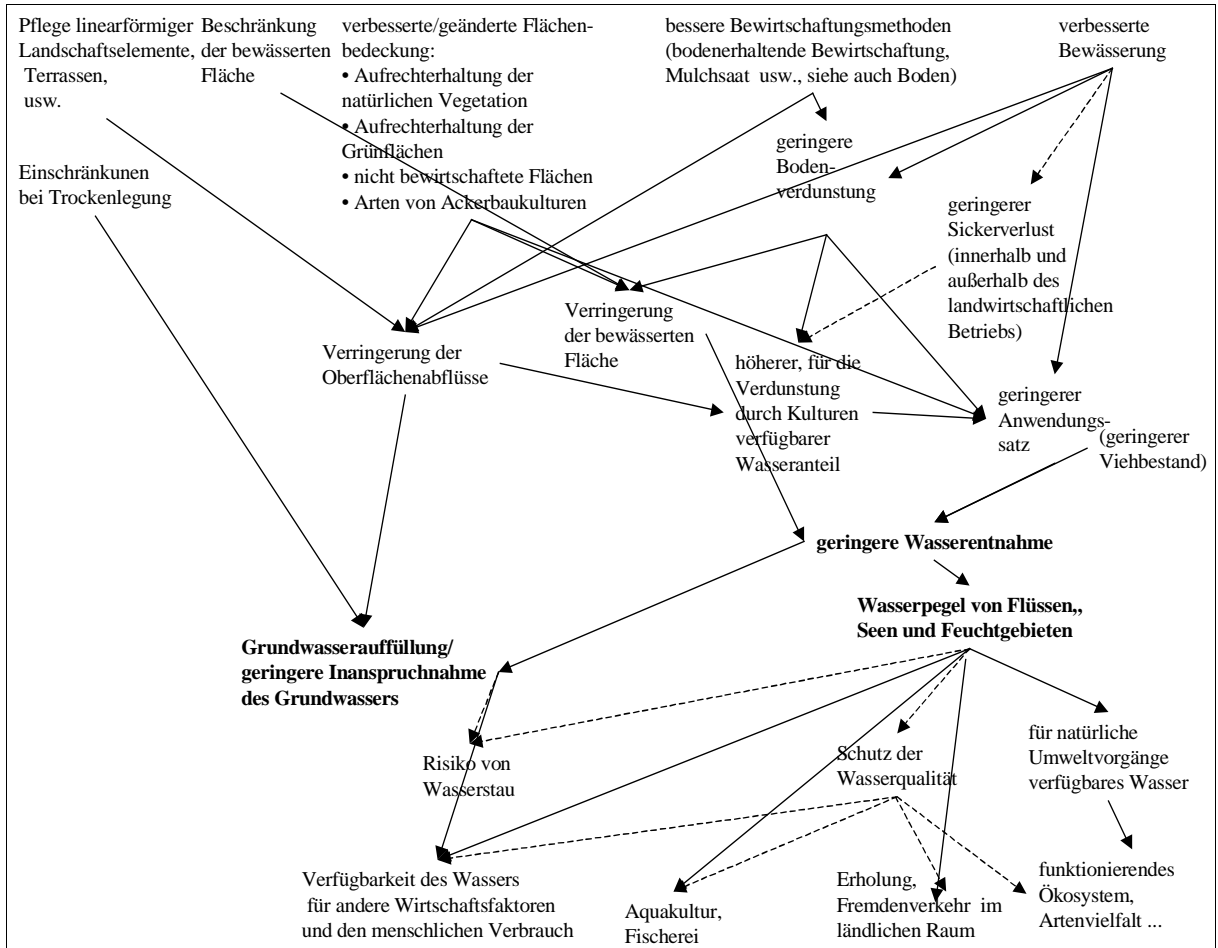 Pflege linearförmiger
Landschaftselemente,
Terrassen,
usw.
Beschränkung
der bewässerten
Fläche
verbesserte/geänderte Flächen-
bedeckung:
• Aufrechterhaltung der
natürlichen Vegetation
• Aufrechterhaltung der
Grünflächen
• nicht bewirtschaftete Flächen
• Arten von Ackerbaukulturen
bessere Bewirtschaftungsmethoden
(bodenerhaltende Bewirtschaftung,
Mulchsaat usw., siehe auch Boden)
verbesserte
Bewässerung
Einschränkunen
bei Trockenlegung
geringere
Boden-
verdunstung
geringerer
Sickerverlust
(innerhalb und
außerhalb des
landwirtschaftlichen
Betriebs)
Verringerung der
Oberflächenabflüsse
Verringerung
der bewässerten
Fläche
höherer, für die
Verdunstung
durch Kulturen
verfügbarer
Wasseranteil
geringerer
Anwendungs-
satz
(geringerer
Viehbestand)
geringere Wasserentnahme
Wasserpegel von Flüssen,,
Seen und Feuchtgebieten
Grundwasserauffüllung/
geringere Inanspruchnahme
des Grundwassers
Risiko von
Wasserstau
Schutz der
Wasserqualität
für natürliche
Umweltvorgänge
verfügbares Wasser
Verfügbarkeit des Wassers
für andere Wirtschaftsfaktoren
und den menschlichen Verbrauch
Aquakultur,
Fischerei
Erholung,
Fremdenverkehr im
ländlichen Raum
funktionierendes
Ökosystem,
Artenvielfalt ...